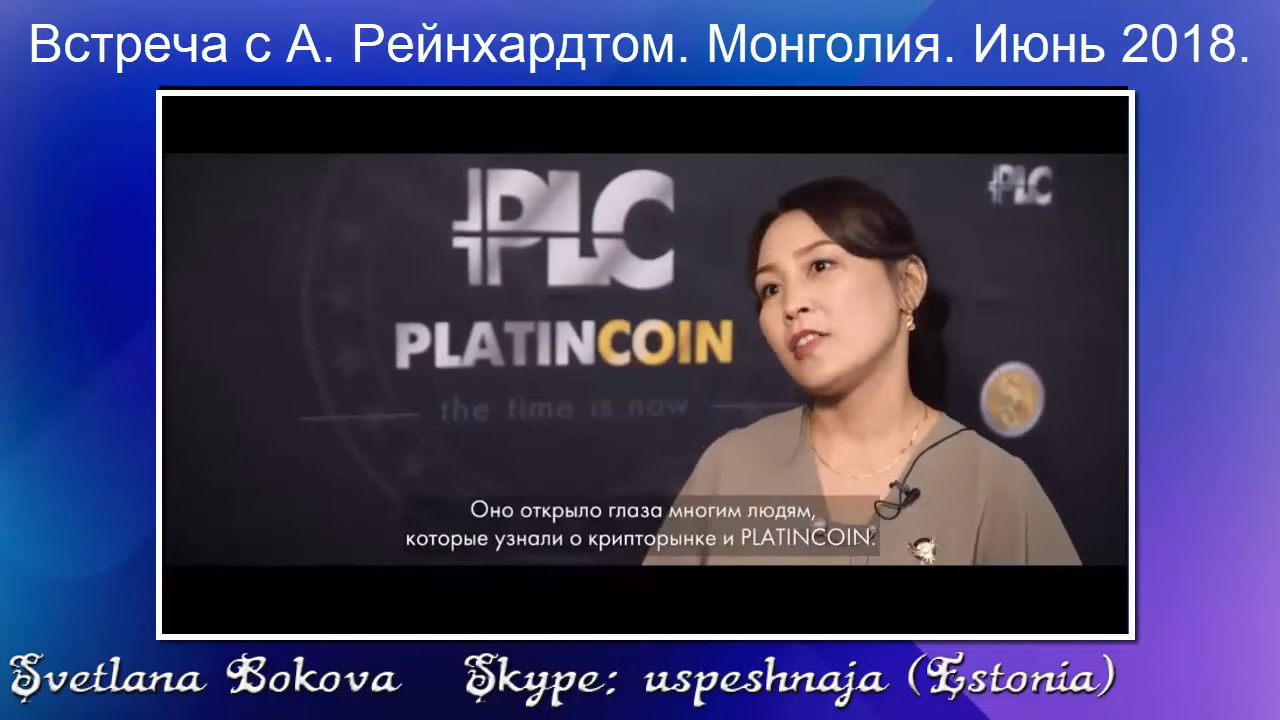 Встреча с А. Рейнхардтом. Монголия. Июнь 2018.
PLC
PLC
PLATINCOIN
the time is now
Оно открыло глаза многим людям,
которые узнали о крипторынке и PLATINCOIN.
Svetlana Bokova Skype: uspeshnaja (Estonia)